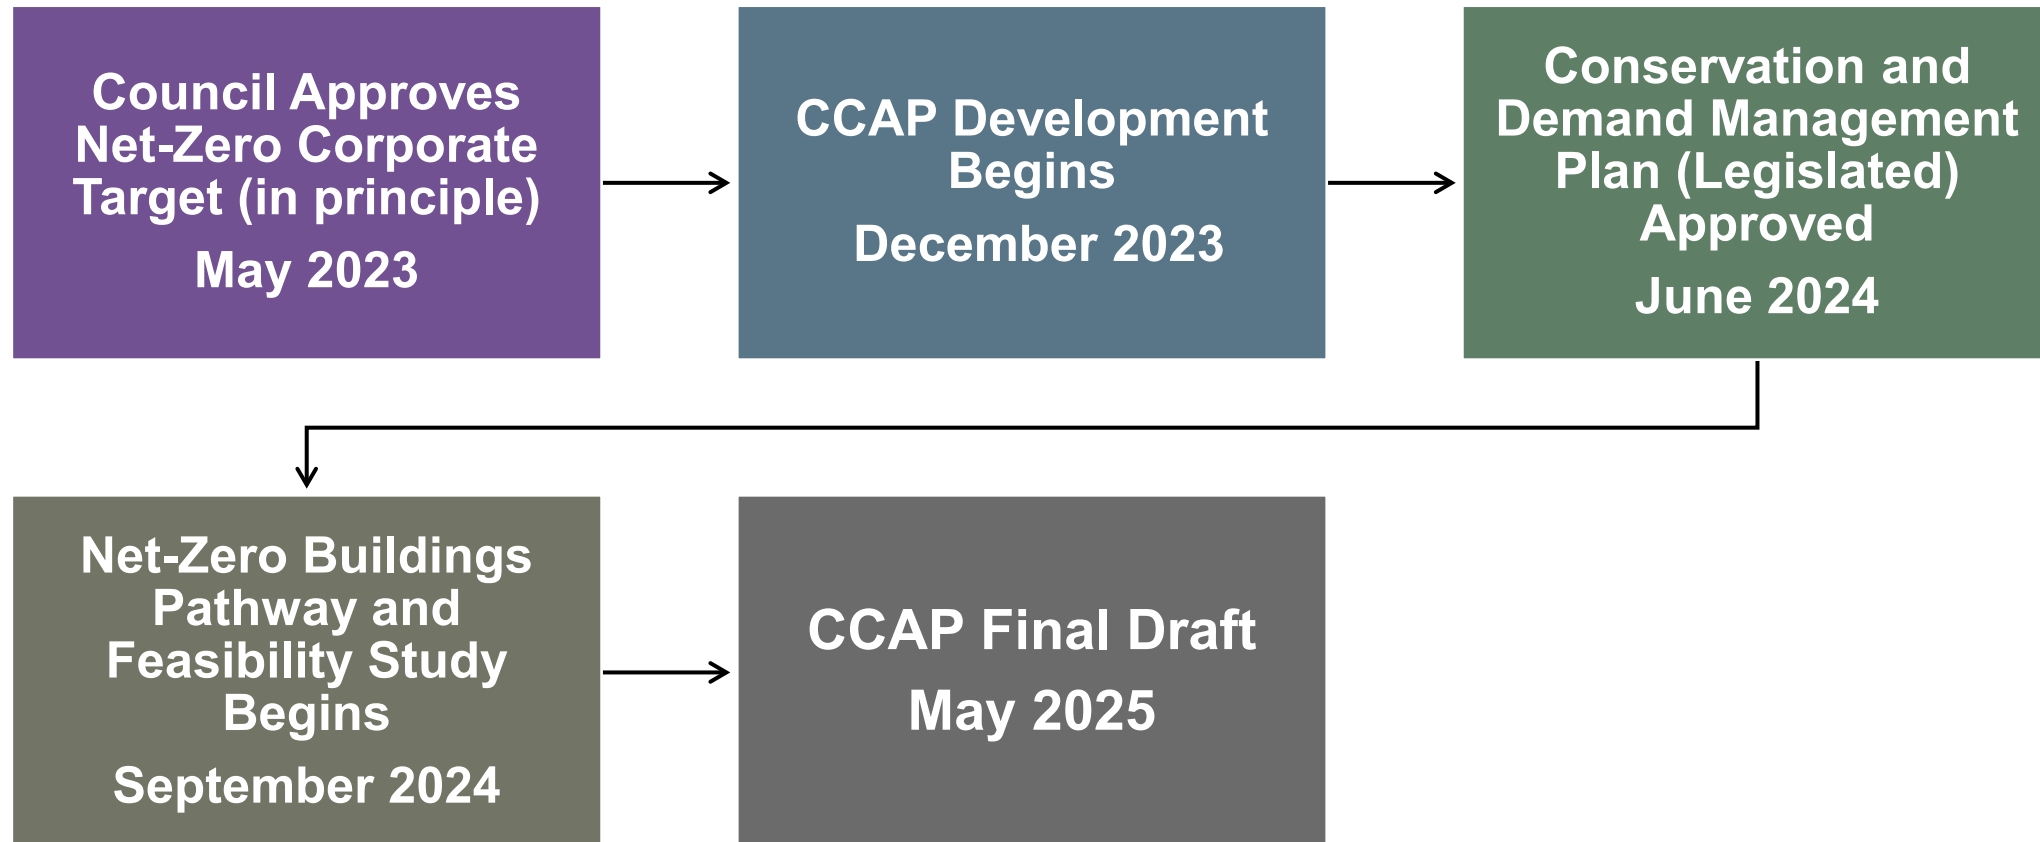 Council Approves
Net-Zero Corporate
Target (in principle)
May 2023
CCAP Development
Begins
December 2023
Conservation and
Demand Management
Plan (Legislated)
Approved
June 2024
Net-Zero Buildings
Pathway and
Feasibility Study
Begins
September 2024
CCAP Final Draft
May 2025